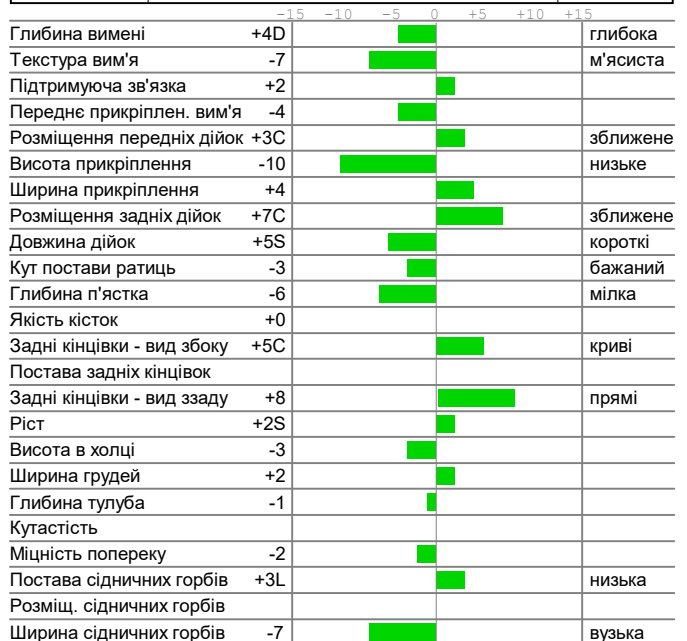 -15 -10 -5 0 +5 +10 +15
Глибина вимені +4D глибока
Текстура вим'я -7 м'ясиста
Підтримуюча зв'язка +2
Переднє прикріплен. вим'я -4
Розміщення передніх дійок +3C зближене
Висота прикріплення -10 низьке
Ширина прикріплення +4
Розміщення задніх дійок +7C зближене
Довжина дійок +5S короткі
Кут постави ратиць -3 бажаний
Глибина п'ястка -6 мілка
Якість кісток +0
Задні кінцівки - вид збоку +5C криві
Постава задніх кінцівок
Задні кінцівки - вид ззаду +8 прямі
Ріст +2S
Висота в холці -3
Ширина грудей +2
Глибина тулуба -1
Кутастість
Міцність попереку -2
Постава сідничних горбів +3L низька
Розміщ. сідничних горбів
Ширина сідничних горбів -7 вузька